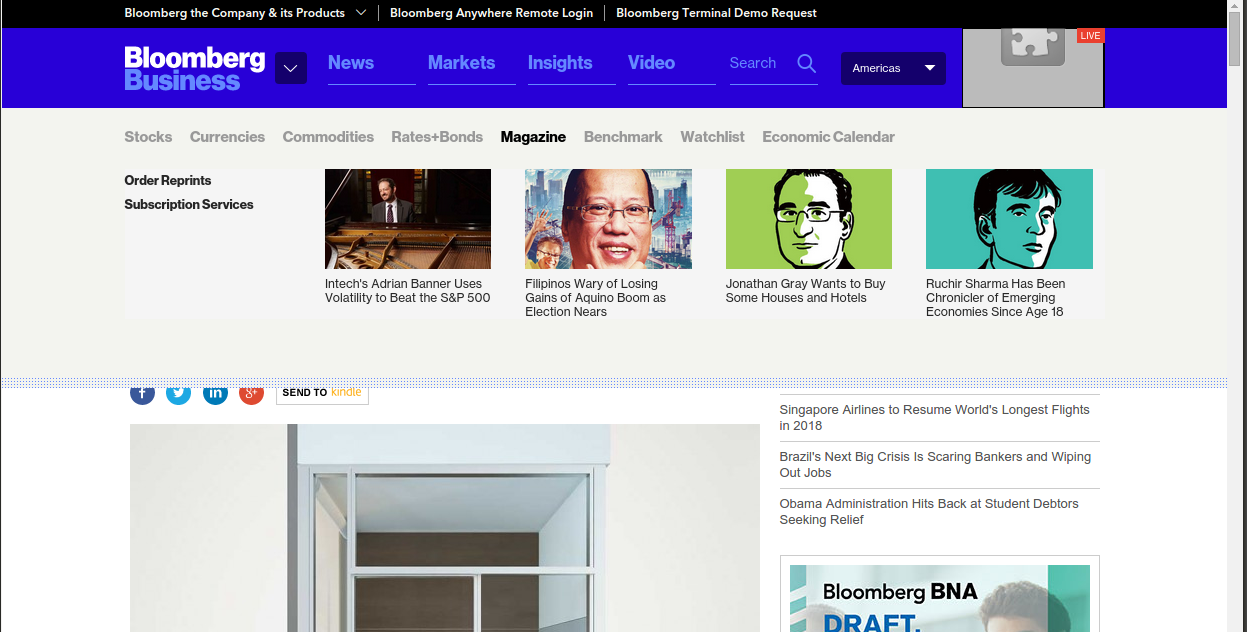 Bloomberg the Company & its Products
Bloomberg Anywhere Remote Login
Bloomberg Terminal Demo Request
Bloomberg
Business
News
Markets
Insights
Video
Search
Americas
LIVE
Stocks
Currencies
Commodities
Rates+Bonds
Magazine
Benchmark
Watchlist
Economic Calendar
Order Reprints
Subscription Services
Intech's Adrian Banner Uses
Volatility to Beat the S&P 500
Filipinos Wary of Losing
Gains of Aquino Boom as
Election Nears
Jonathan Gray Wants to Buy
Some Houses and Hotels
Ruchir Sharma Has Been
Chronicler of Emerging
Economies Since Age 18
f
in
g+
SEND TO kindle
Singapore Airlines to Resume World's Longest Flights
in 2018
Brazil's Next Big Crisis Is Scaring Bankers and Wiping
Out Jobs
Obama Administration Hits Back at Student Debtors
Seeking Relief
Bloomberg BNA
DRAFT.